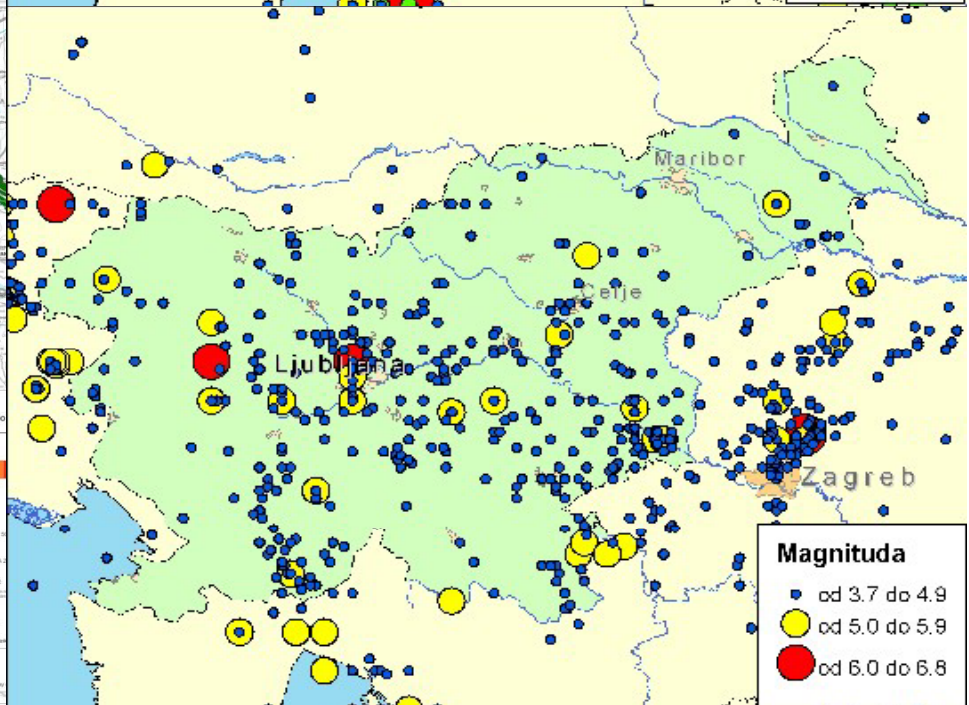 Maribor
Celje
Ljubljana
Zagreb
Magnituda
od 3.7 do 4.9
od 5.0 do 5.9
od 6.0 do 6.8